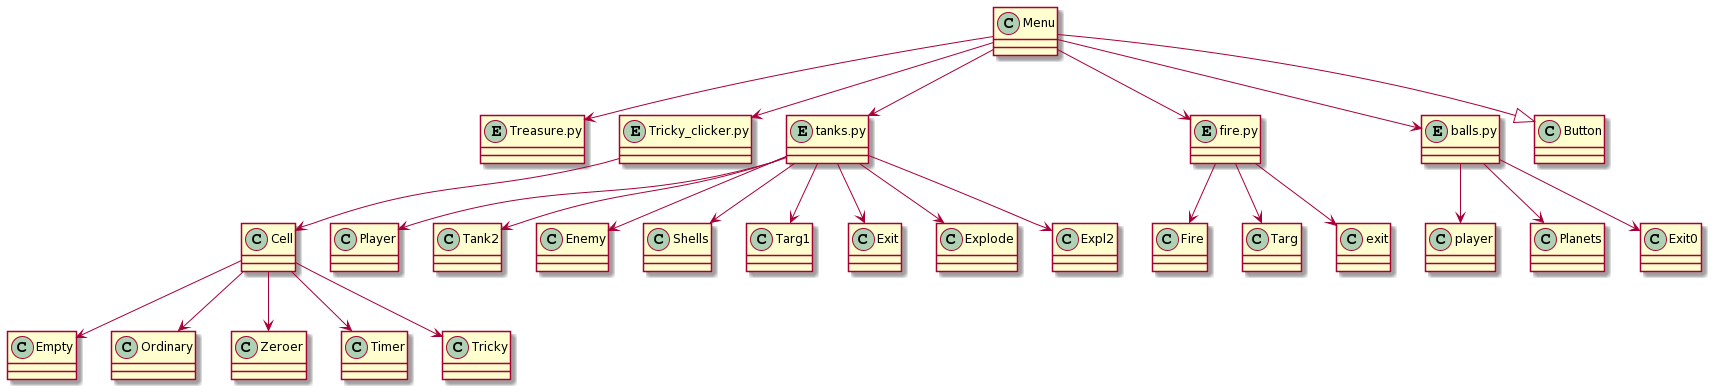 C Menu
E Treasure.py
E Tricky_clicker.py
E tanks.py
E fire.py
E balls.py
C Button
C Cell
C Player
C Tank2
C Enemy
C Shells
C Targ1
C Exit
C Explode
C Expl2
C Fire
C Targ
C exit
C player
C Planets
C Exit0
C Empty
C Ordinary
C Zeroer
C Timer
C Tricky